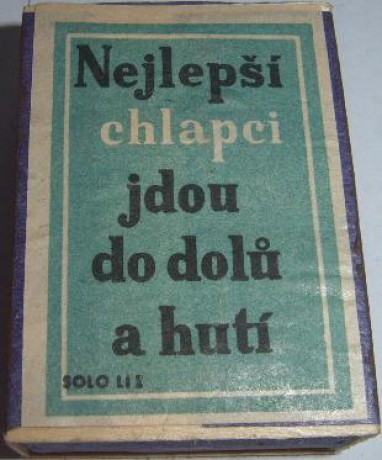 Nejlepší
chlapci
jdou
do dolů
a hutí
SOLO LIZ